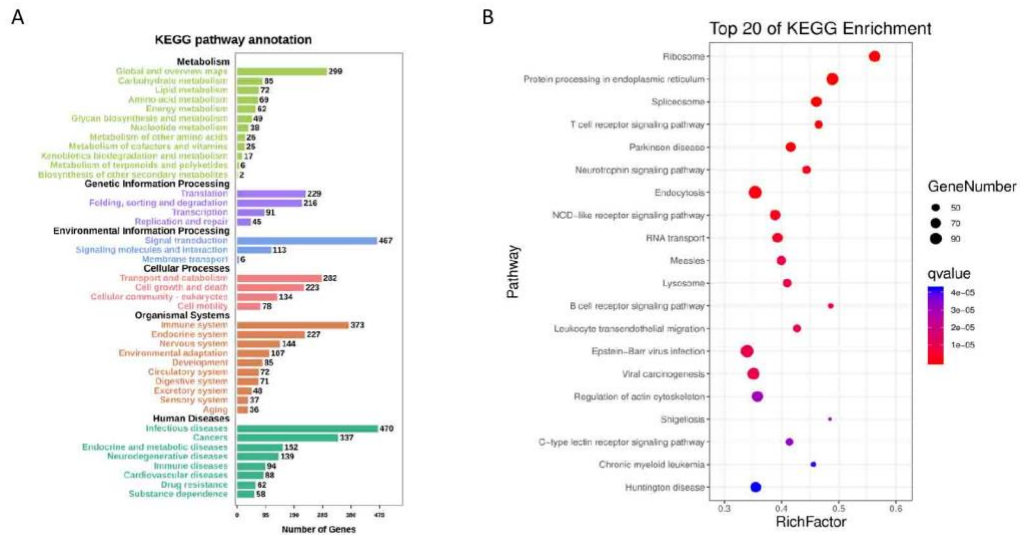 A
KEGG pathway annotation
Metabolism
Global and overview maps 299
Carbohydrate metabolism 85
Lipid metabolism 72
Amino acid metabolism 69
Energy metabolism 62
Glycan biosynthesis and metabolism 49
Nucleotide metabolism 38
Metabolism of other amino acids 26
Metabolism of cofactors and vitamins 25
Xenobiotics biodegradation and metabolism 17
Metabolism of terpenoids and polyketides 6
Biosynthesis of other secondary metabolites 2
Genetic Information Processing
Translation 229
Folding, sorting and degradation 216
Transcription 91
Replication and repair 45
Environmental Information Processing
Signal transduction 467
Signaling molecules and interaction 113
Membrane transport 6
Cellular Processes
Transport and catabolism 282
Cell growth and death 223
Cellular community - eukaryotes 134
Cell motility 78
Organismal Systems
Immune system 373
Endocrine system 227
Nervous system 144
Environmental adaptation 107
Development 85
Circulatory system 72
Digestive system 71
Excretory system 48
Sensory system 37
Aging 36
Human Diseases
Infectious diseases 470
Cancers 337
Endocrine and metabolic diseases 152
Neurodegenerative diseases 139
Immune diseases 94
Cardiovascular diseases 88
Drug resistance 62
Substance dependence 58
0 95 190 285 380 475
Number of Genes
B
Top 20 of KEGG Enrichment
Pathway
Ribosome
Protein processing in endoplasmic reticulum
Spliceosome
T cell receptor signaling pathway
Parkinson disease
Neurotrophin signaling pathway
Endocytosis
NOD-like receptor signaling pathway
RNA transport
Measles
Lysosome
B cell receptor signaling pathway
Leukocyte transendothelial migration
Epstein-Barr virus infection
Viral carcinogenesis
Regulation of actin cytoskeleton
Shigellosis
C-type lectin receptor signaling pathway
Chronic myeloid leukemia
Huntington disease
0.3 0.4 0.5 0.6
RichFactor
GeneNumber
50
70
90
qvalue
4e-05
3e-05
2e-05
1e-05